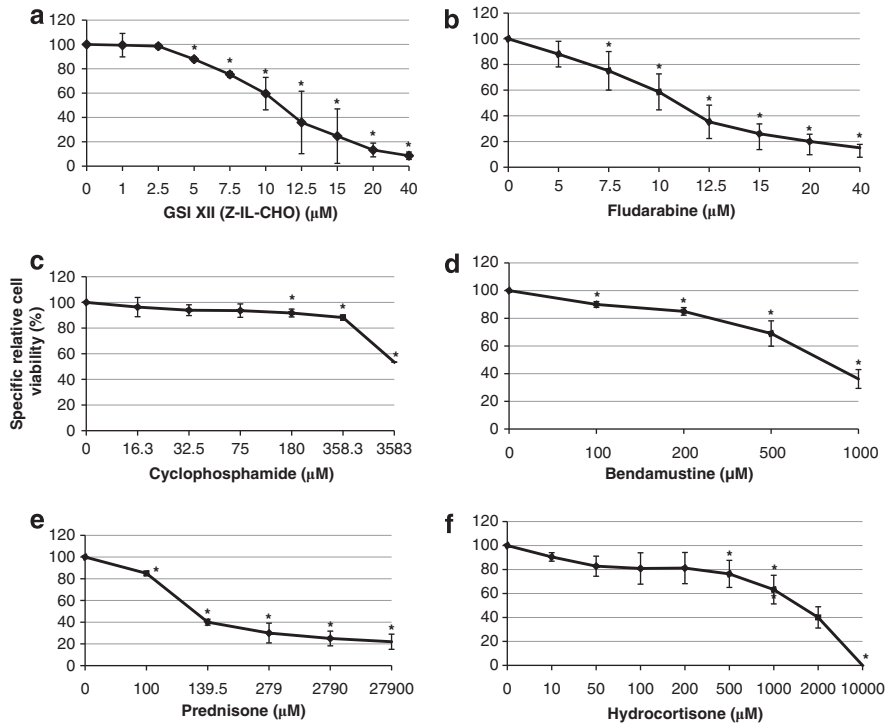 a
120
100
80
60
40
20
0
* * * * * * *
0 1 2.5 5 7.5 10 12.5 15 20 40
GSI XII (Z-IL-CHO) (μM)
b
120
100
80
60
40
20
0
* * * * * *
0 5 7.5 10 12.5 15 20 40
Fludarabine (μM)
Specific relative cell
viability (%)
c
120
100
80
60
40
20
0
* * *
0 16.3 32.5 75 180 358.3 3583
Cyclophosphamide (μM)
d
120
100
80
60
40
20
0
* * * *
0 100 200 500 1000
Bendamustine (μM)
e
120
100
80
60
40
20
0
* * * * *
0 100 139.5 279 2790 27900
Prednisone (μM)
f
120
100
80
60
40
20
0
* * * *
0 10 50 100 200 500 1000 2000 10000
Hydrocortisone (μM)